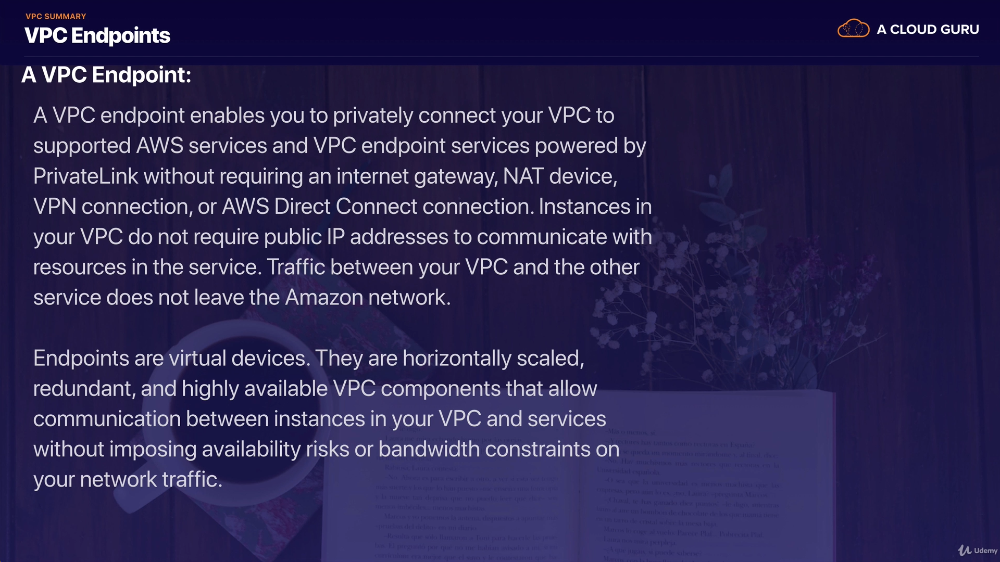 VPC SUMMARY
VPC Endpoints
A CLOUD GURU
A VPC Endpoint:
A VPC endpoint enables you to privately connect your VPC to
supported AWS services and VPC endpoint services powered by
PrivateLink without requiring an internet gateway, NAT device,
VPN connection, or AWS Direct Connect connection. Instances in
your VPC do not require public IP addresses to communicate with
resources in the service. Traffic between your VPC and the other
service does not leave the Amazon network.
Endpoints are virtual devices. They are horizontally scaled,
redundant, and highly available VPC components that allow
communication between instances in your VPC and services
without imposing availability risks or bandwidth constraints on
your network traffic.
Udemy